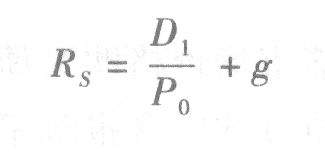 R_S = D_1 / P_0 + g